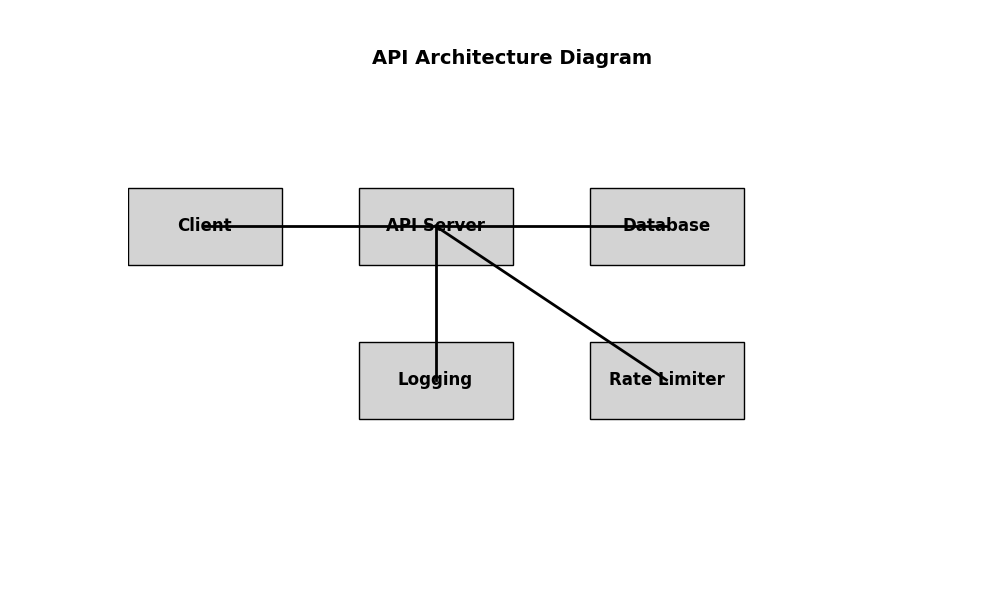 API Architecture Diagram
Client
API Server
Database
Logging
Rate Limiter